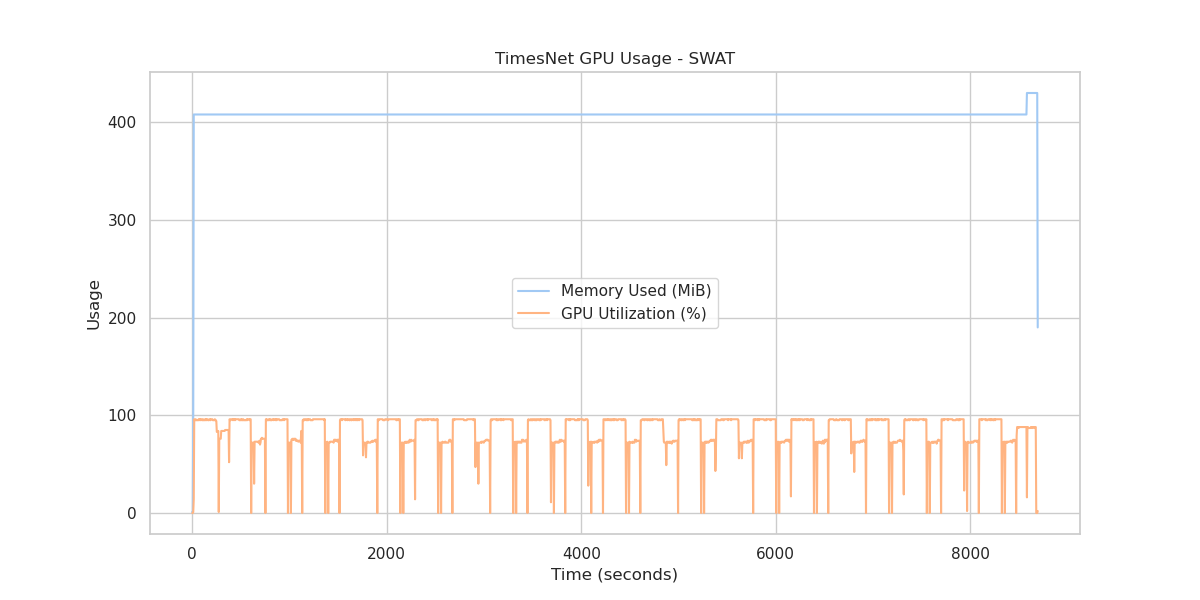 TimesNet GPU Usage - SWAT
400
300
200
100
0
Usage
Memory Used (MiB)
GPU Utilization (%)
0 2000 4000 6000 8000
Time (seconds)